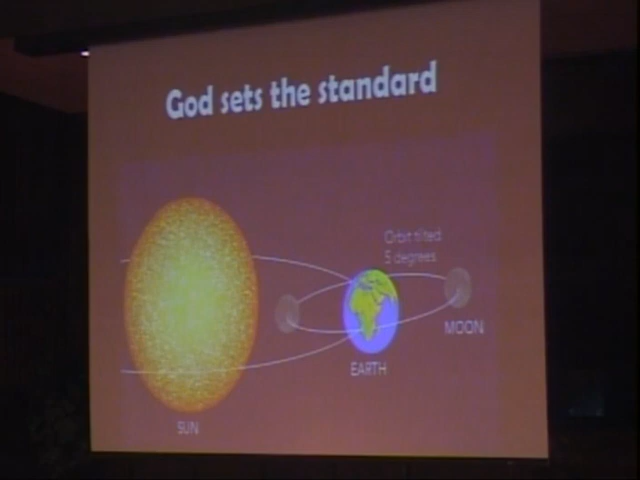 God sets the standard
Orbit tilted
5 degrees
MOON
EARTH
SUN